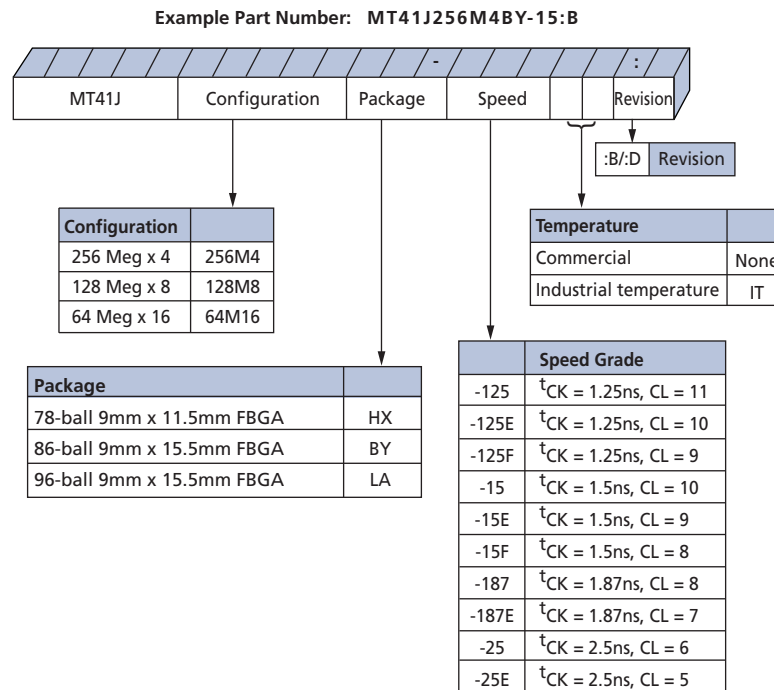 Example Part Number: MT41J256M4BY-15:B
- :
MT41J Configuration Package Speed Revision
:B/:D Revision
Configuration
256 Meg x 4 256M4
128 Meg x 8 128M8
64 Meg x 16 64M16
Temperature
Commercial None
Industrial temperature IT
Package
78-ball 9mm x 11.5mm FBGA HX
86-ball 9mm x 15.5mm FBGA BY
96-ball 9mm x 15.5mm FBGA LA
Speed Grade
-125 tCK = 1.25ns, CL = 11
-125E tCK = 1.25ns, CL = 10
-125F tCK = 1.25ns, CL = 9
-15 tCK = 1.5ns, CL = 10
-15E tCK = 1.5ns, CL = 9
-15F tCK = 1.5ns, CL = 8
-187 tCK = 1.87ns, CL = 8
-187E tCK = 1.87ns, CL = 7
-25 tCK = 2.5ns, CL = 6
-25E tCK = 2.5ns, CL = 5